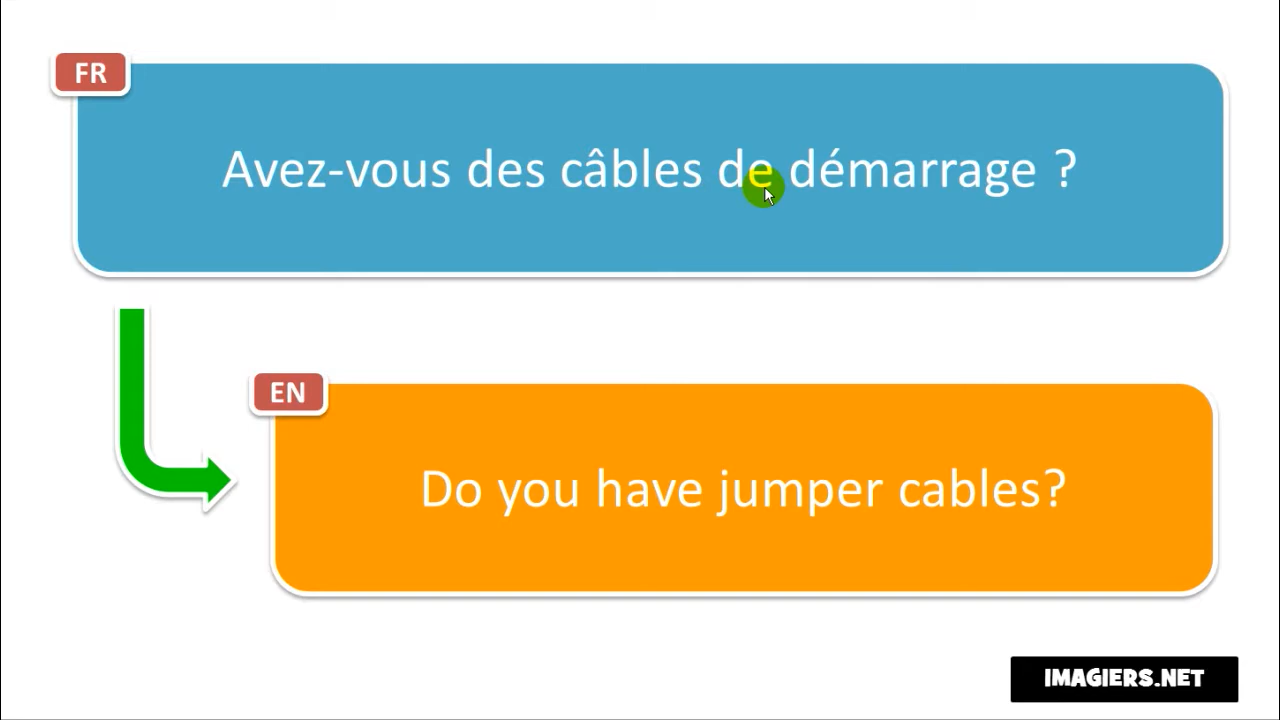 FR
Avez-vous des câbles de démarrage ?
EN
Do you have jumper cables?
IMAGIERS.NET